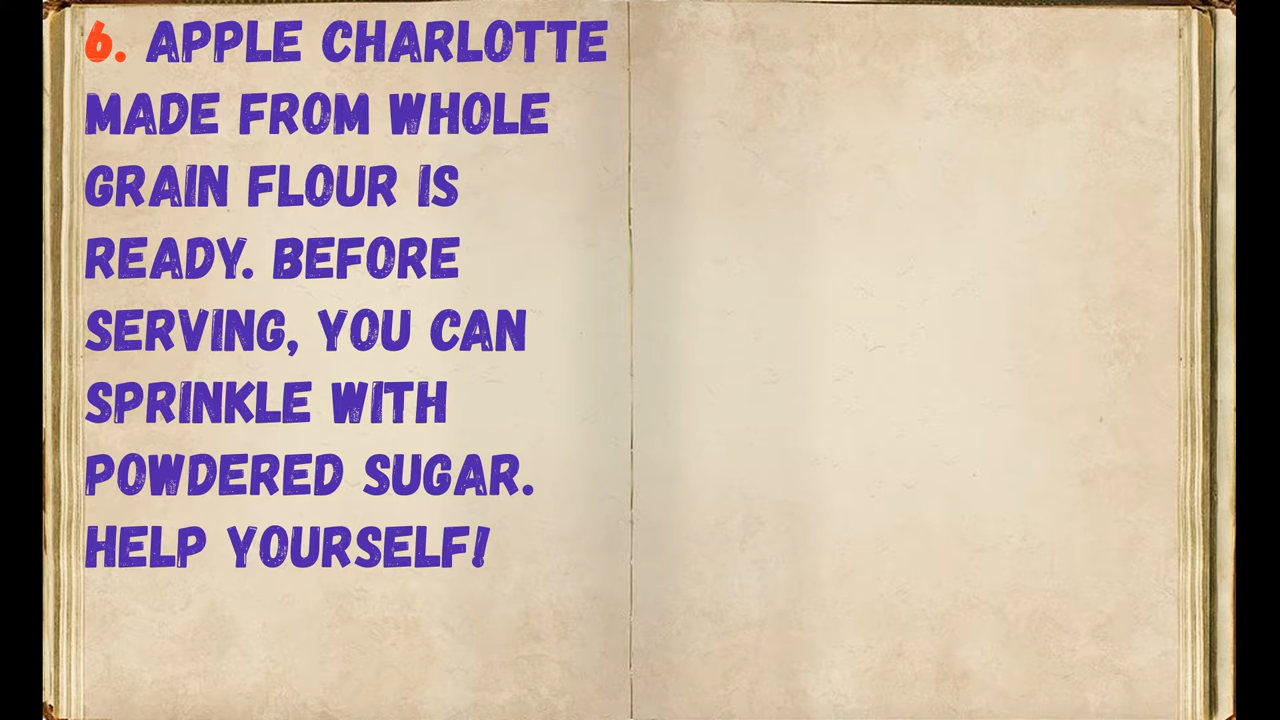 6. APPLE CHARLOTTE
MADE FROM WHOLE
GRAIN FLOUR IS
READY. BEFORE
SERVING, YOU CAN
SPRINKLE WITH
POWDERED SUGAR.
HELP YOURSELF!